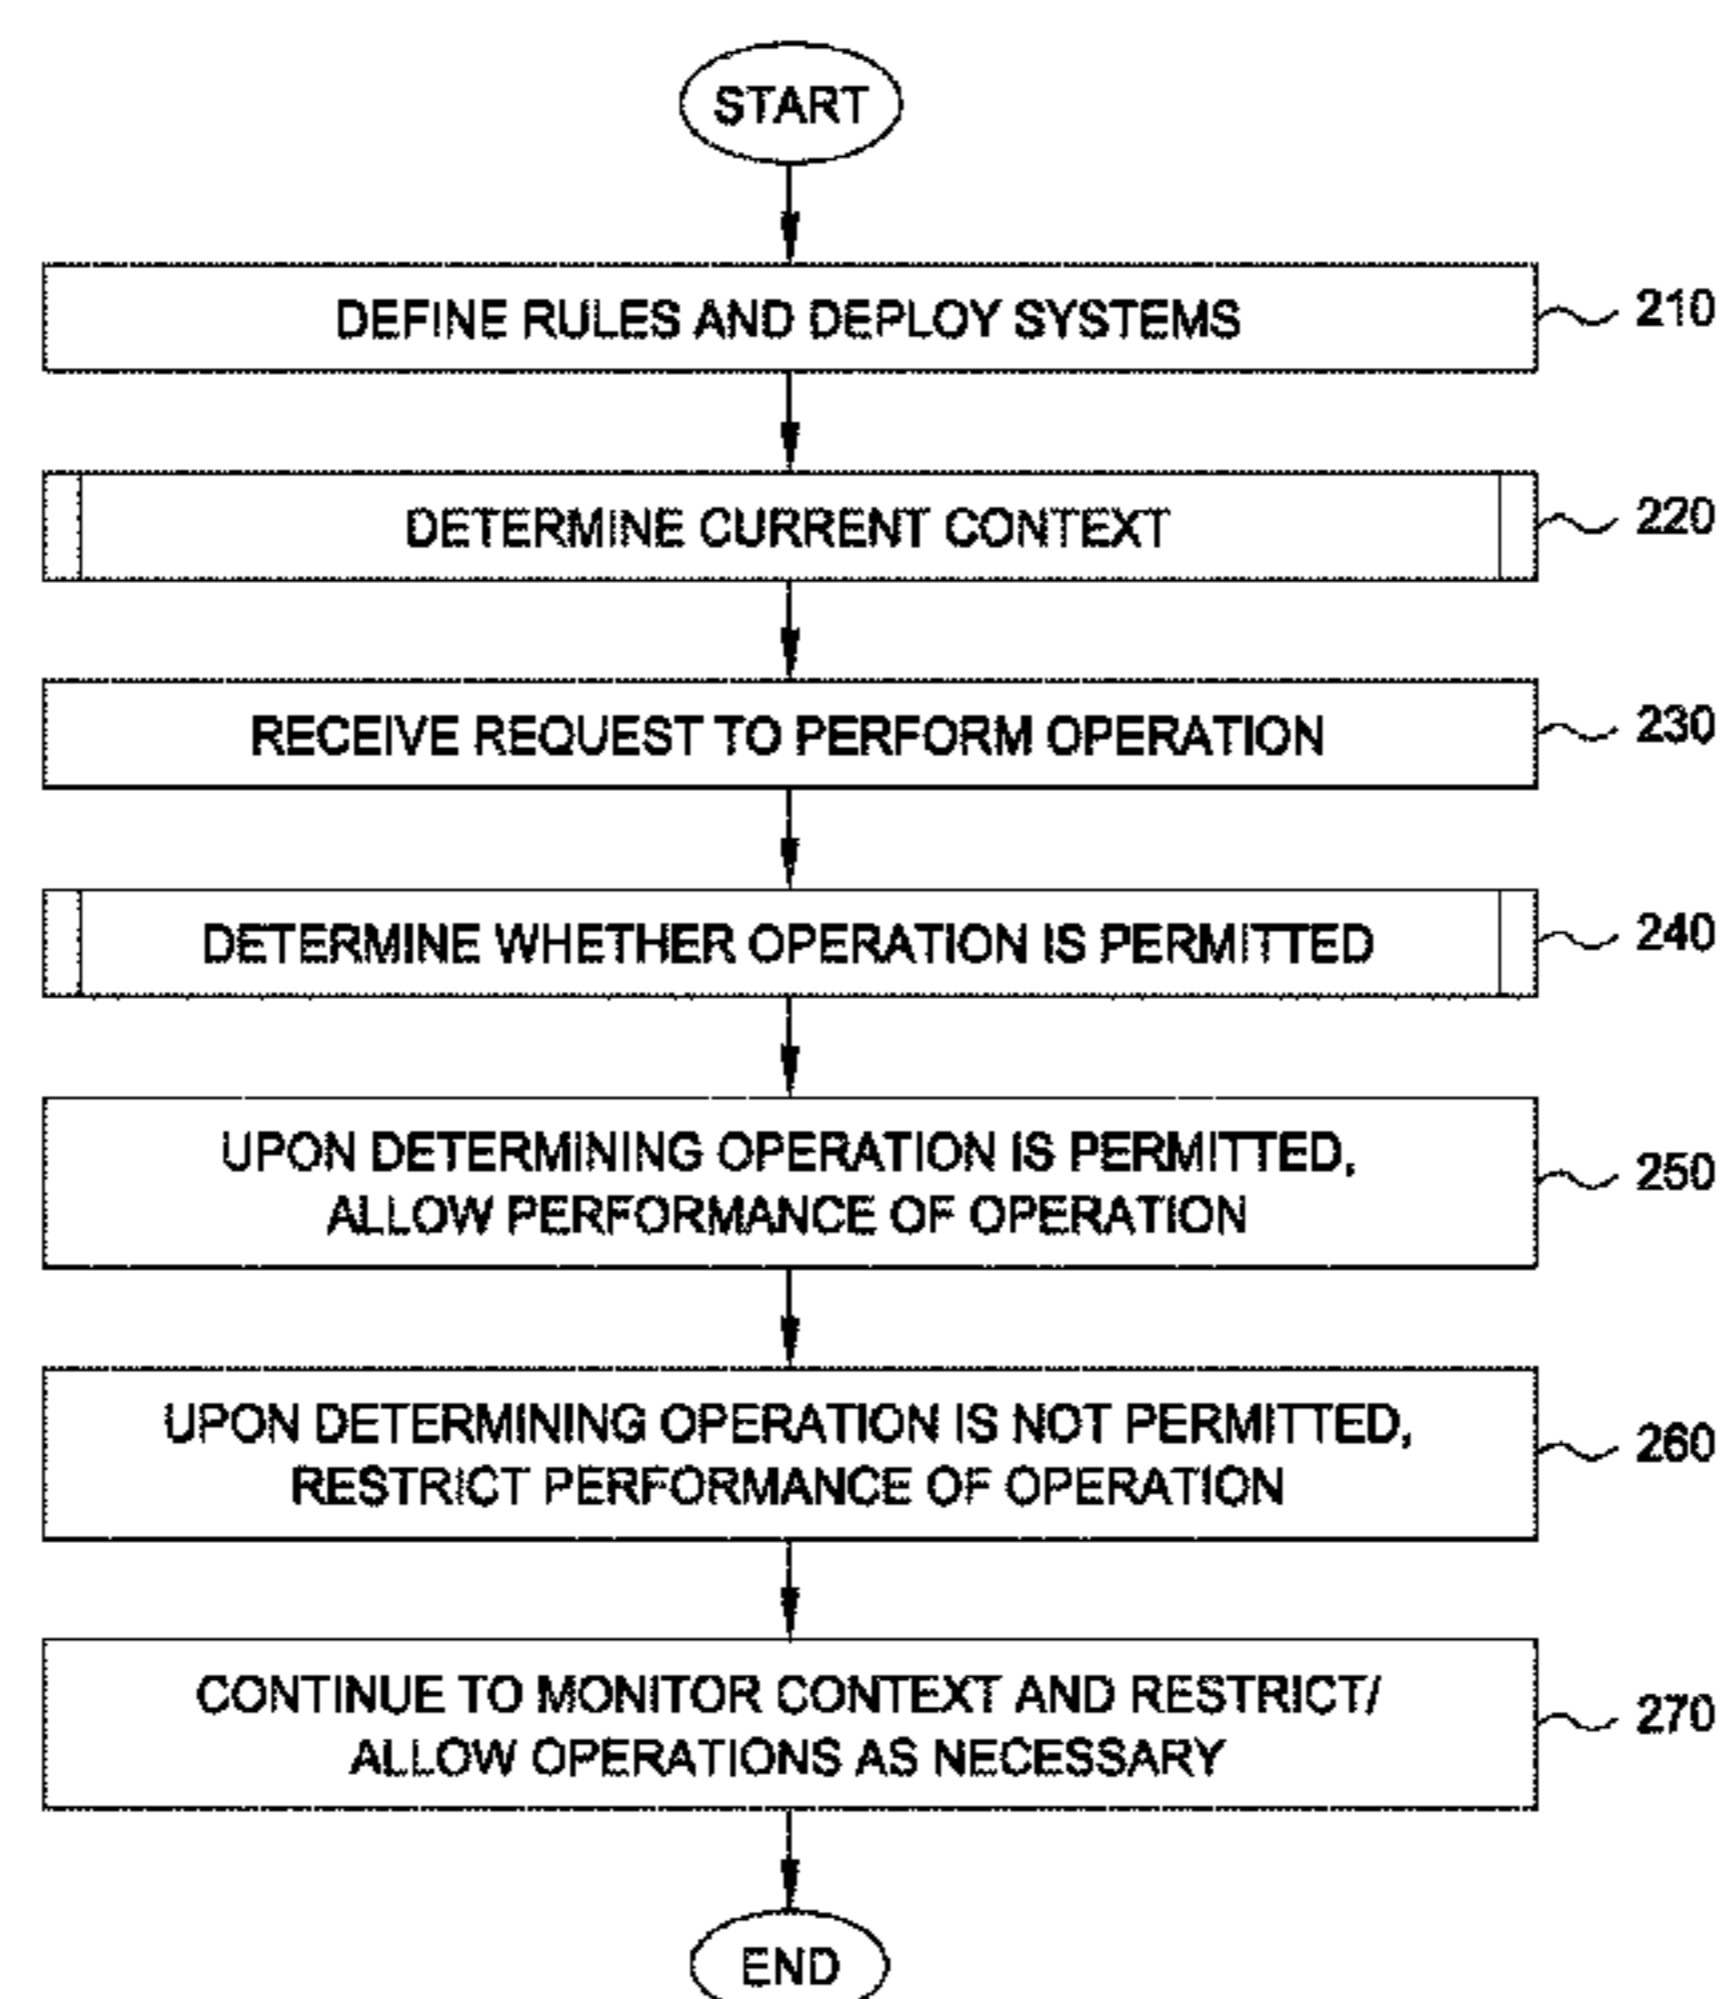 START
DEFINE RULES AND DEPLOY SYSTEMS
210
DETERMINE CURRENT CONTEXT
220
RECEIVE REQUEST TO PERFORM OPERATION
230
DETERMINE WHETHER OPERATION IS PERMITTED
240
UPON DETERMINING OPERATION IS PERMITTED,
ALLOW PERFORMANCE OF OPERATION
250
UPON DETERMINING OPERATION IS NOT PERMITTED,
RESTRICT PERFORMANCE OF OPERATION
260
CONTINUE TO MONITOR CONTEXT AND RESTRICT/
ALLOW OPERATIONS AS NECESSARY
270
END